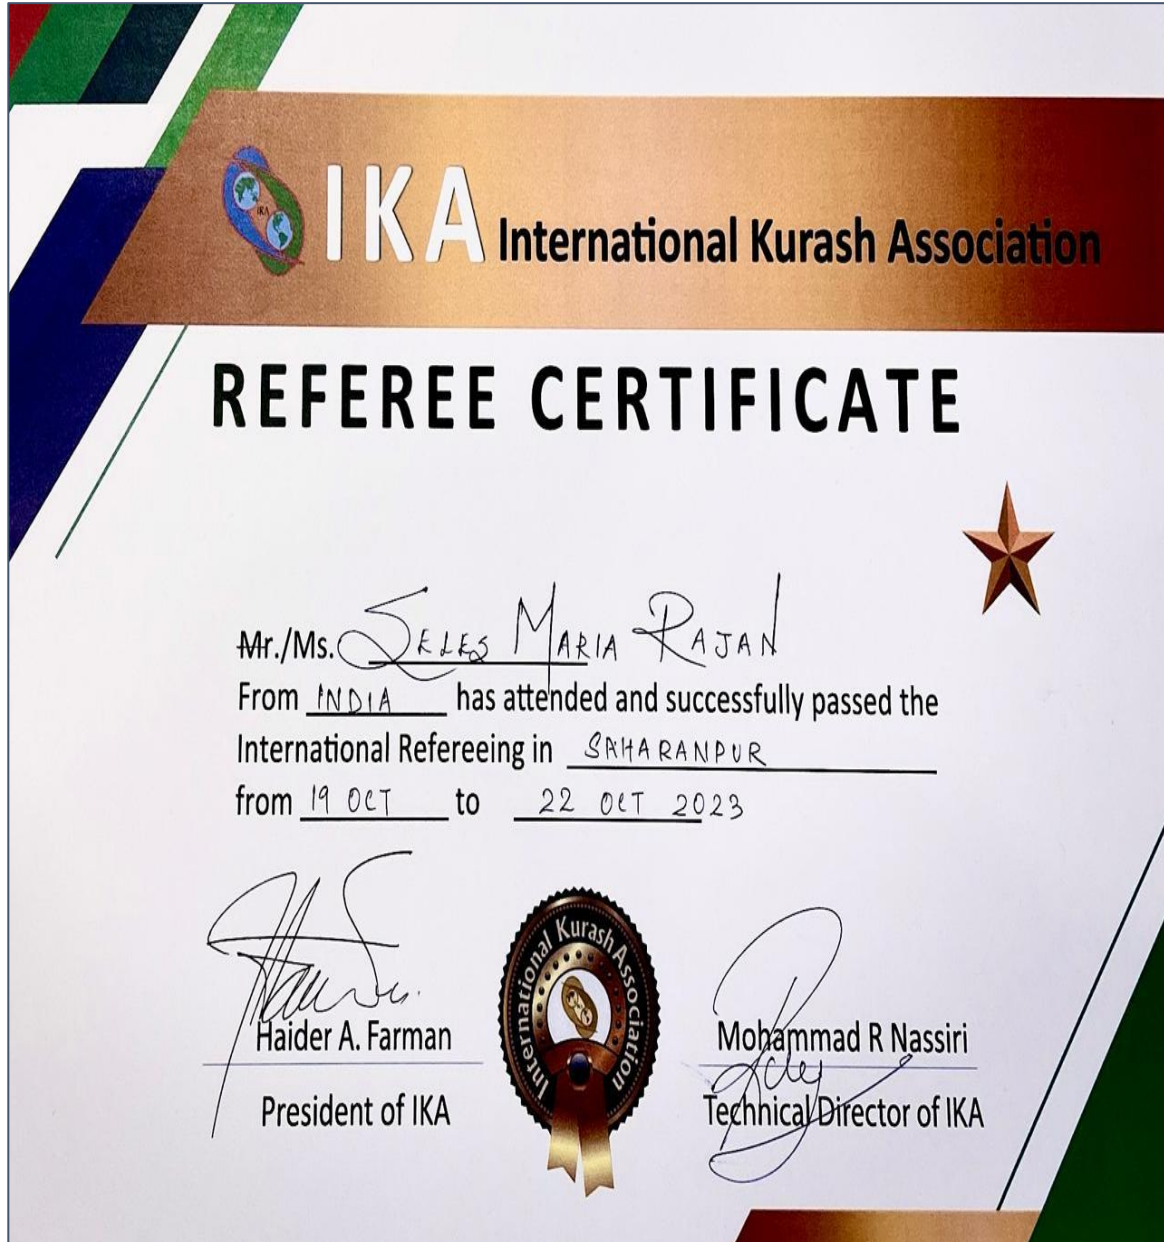 IKA International Kurash Association
IKA
REFEREE CERTIFICATE
Mr./Ms. SELES MARIA RAJAN
From INDIA has attended and successfully passed the
International Refereeing in SAHARANPUR
from 19 OCT to 22 OCT 2023
International Kurash Association
Haider A. Farman
Mohammad R Nassiri
President of IKA
Technical Director of IKA